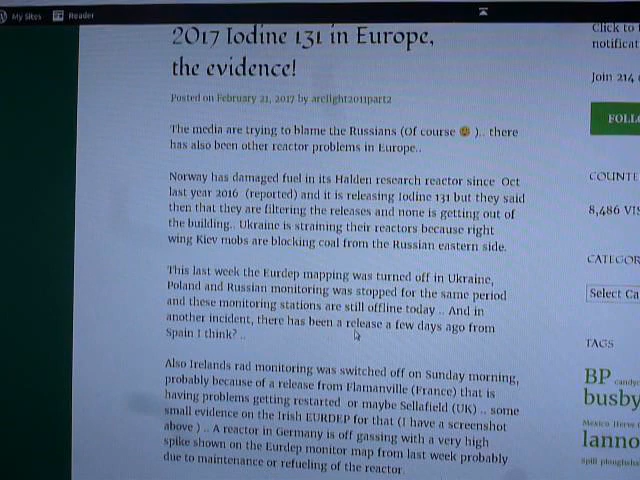 My Sites Reader
2017 Iodine 131 in Europe,
the evidence!
Posted on February 21, 2017 by arclight2011part2
The media are trying to blame the Russians (Of course ).. there
has also been other reactor problems in Europe..
Norway has damaged fuel in its Halden research reactor since Oct
last year 2016 (reported) and it is releasing Iodine 131 but they said
then that they are filtering the releases and none is getting out of
the building.. Ukraine is straining their reactors because right
wing Kiev mobs are blocking coal from the Russian eastern side.
This last week the Eurdep mapping was turned off in Ukraine,
Poland and Russian monitoring was stopped for the same period
and these monitoring stations are still offline today .. And in
another incident, there has been a release a few days ago from
Spain I think? ..
Also Irelands rad monitoring was switched off on Sunday morning,
probably because of a release from Flamanville (France) that is
having problems getting restarted or maybe Sellafield (UK) .. some
small evidence on the Irish EURDEP for that (I have a screenshot
above ) .. A reactor in Germany is off gassing with a very high
spike shown on the Eurdep monitor map from last week probably
due to maintenance or refueling of the reactor.
Click to
notificat
Join 214
FOLL
COUNTE
8,486 VIS
CATEGOR
Select Ca
TAGS
BP candyc
busby
Mexico Herve
lanno
spill ploughsha